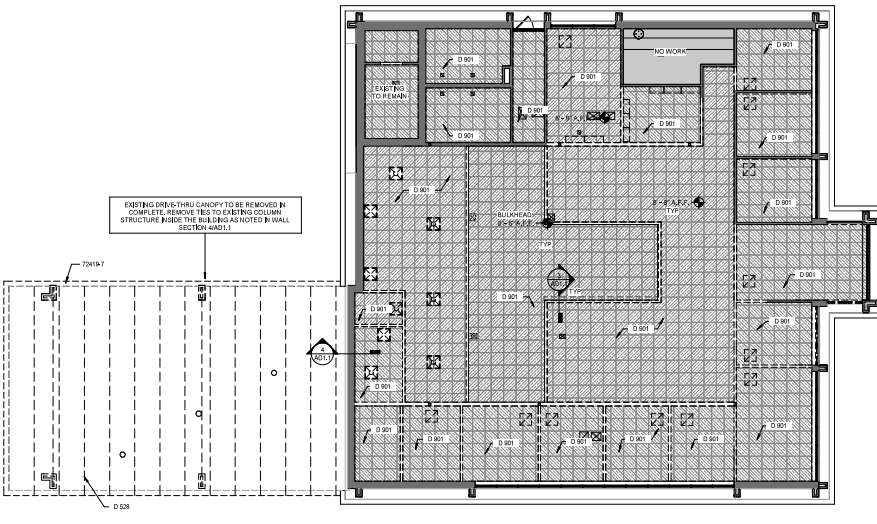 D 901
NO WORK
D 901
D 901
EXISTING
TO REMAIN
D 901
D 901
D 901
D 901
D 901
D 901
EXISTING DRIVE-THRU CANOPY TO BE REMOVED IN
COMPLETE. REMOVE TIES TO EXISTING COLUMN
STRUCTURE INSIDE THE BUILDING AS NOTED IN WALL
SECTION 4/AD1.1
BULKHEAD
TYP
TYP
72419-7
D 901
AD1.1
TYP
D 901
D 901
D 901
D 901
4
AD1.1
D 901
D 901
D 901
D 901
D 901
D 901
D 901
D 901
D 528